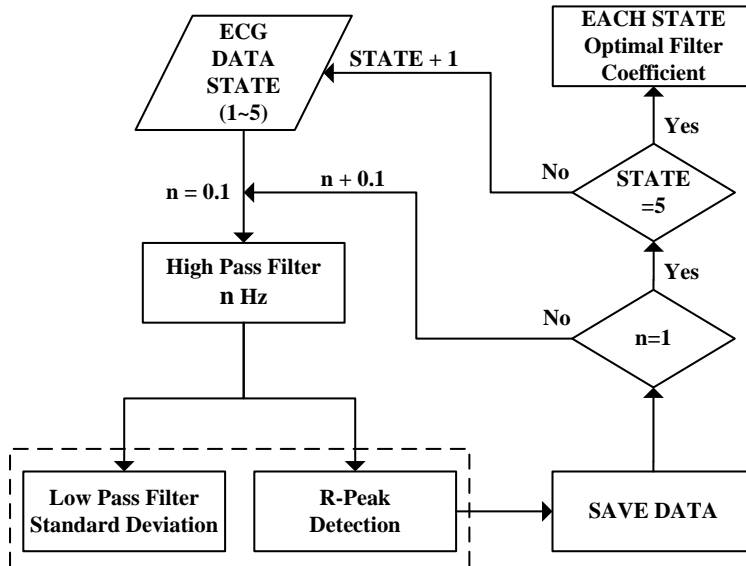 ECG
DATA
STATE
(1~5)
STATE + 1
EACH STATE
Optimal Filter
Coefficient
Yes
No
STATE
=5
n = 0.1
n + 0.1
High Pass Filter
n Hz
Yes
No
n=1
Low Pass Filter
Standard Deviation
R-Peak
Detection
SAVE DATA